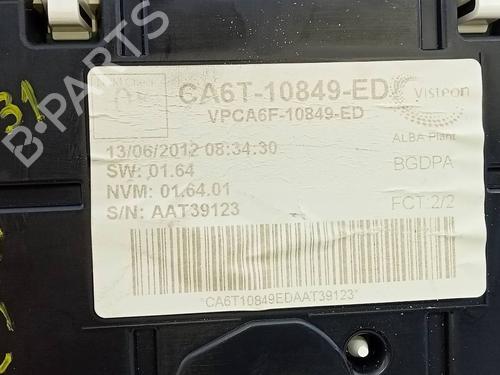 B-PARTS
31
CA6T-10849-ED
VPCA6F-10849-ED
Visteon
13/06/2012 08:34:30
ALBA Plant
SW: 01.64
BGDPA
NVM: 01.64.01
S/N: AAT39123
FCT:2/2
*CA6T10849EDAAT39123*